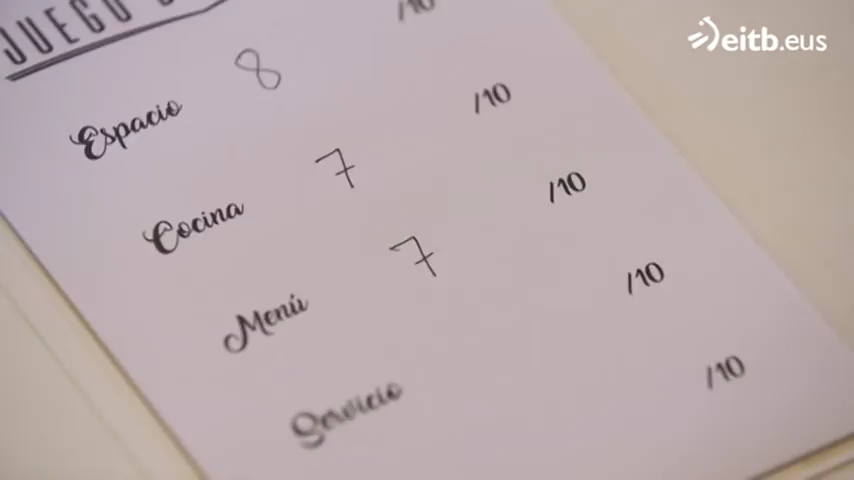 eitb.eus
JUEGO
Espacio 8 /10
Cocina 7 /10
Menú 7 /10
Servicio /10
/10